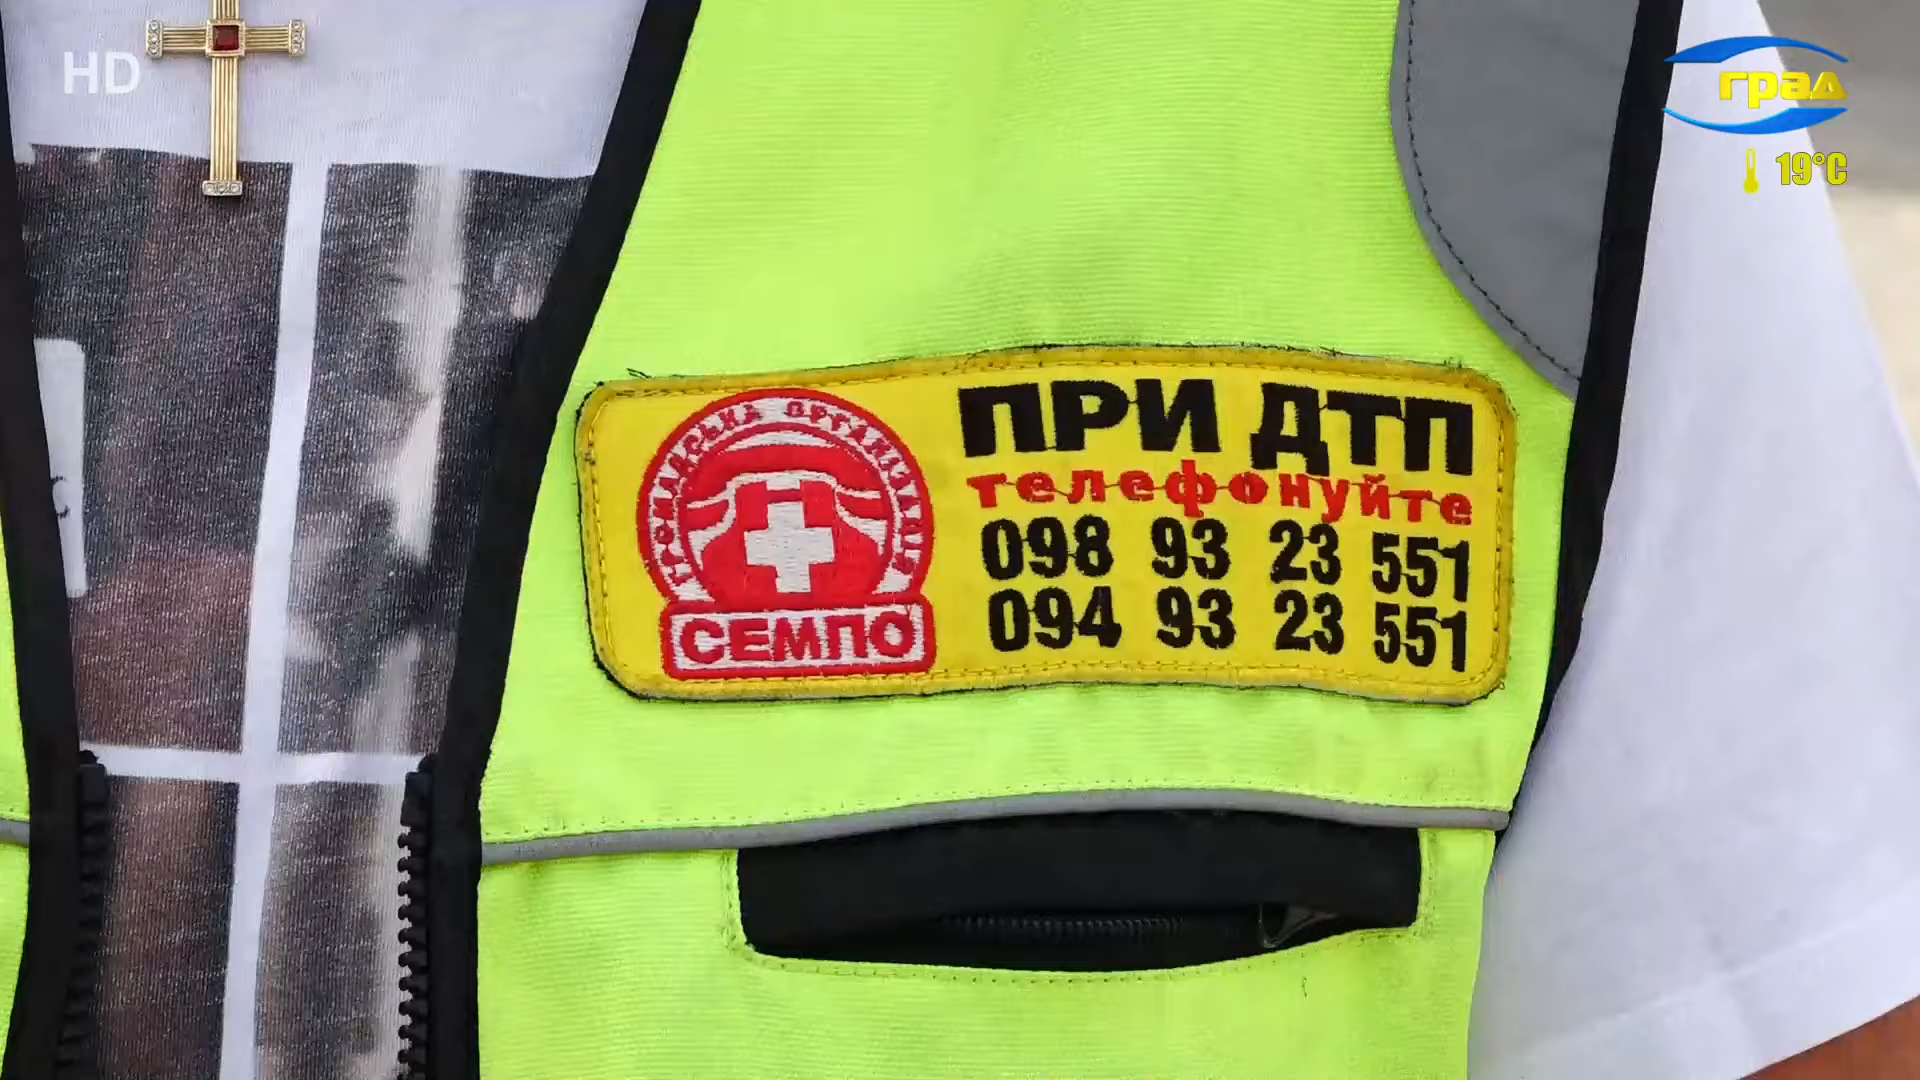 HD
град
19°C
ГРОМАДСЬКА ОРГАНІЗАЦІЯ
СЕМПО
ПРИ ДТП
телефонуйте
098 93 23 551
094 93 23 551